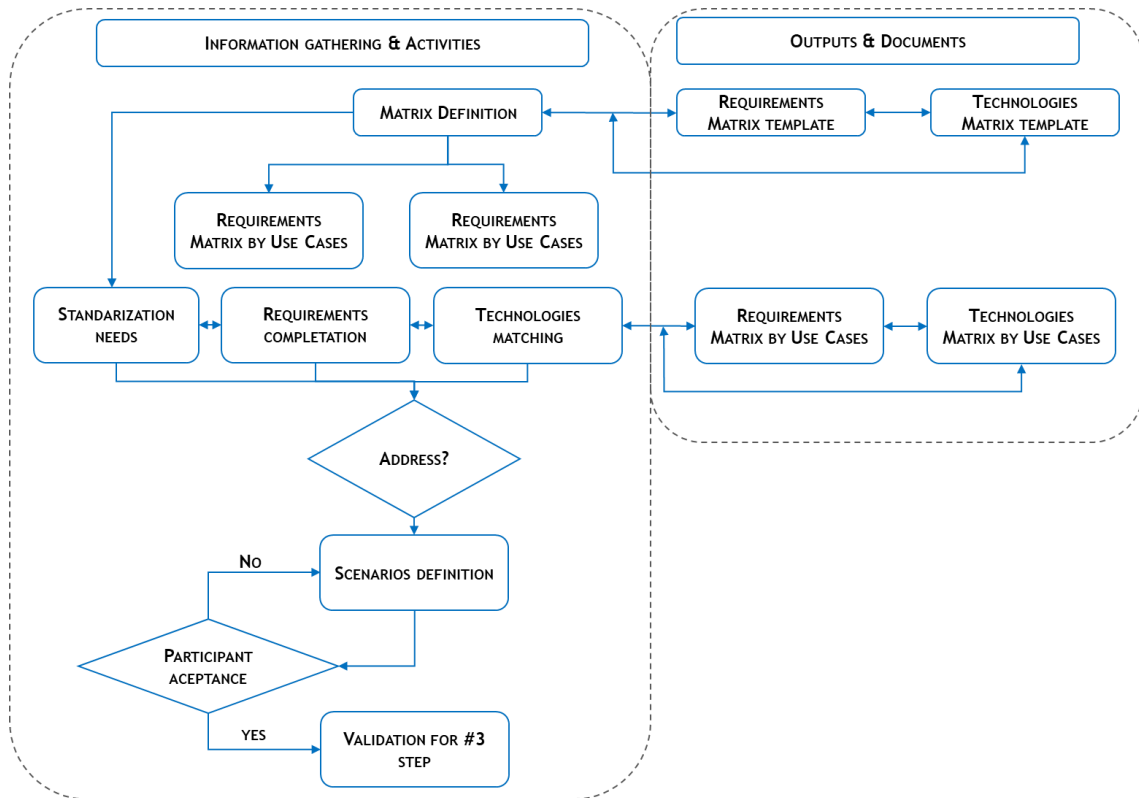 Information gathering & Activities
Outputs & Documents
Matrix Definition
Requirements
Matrix template
Technologies
Matrix template
Requirements
Matrix by Use Cases
Requirements
Matrix by Use Cases
Standarization
needs
Requirements
completion
Technologies
matching
Requirements
Matrix by Use Cases
Technologies
Matrix by Use Cases
Address?
No
Scenarios definition
Participant
aceptance
yes
Validation for #3
step